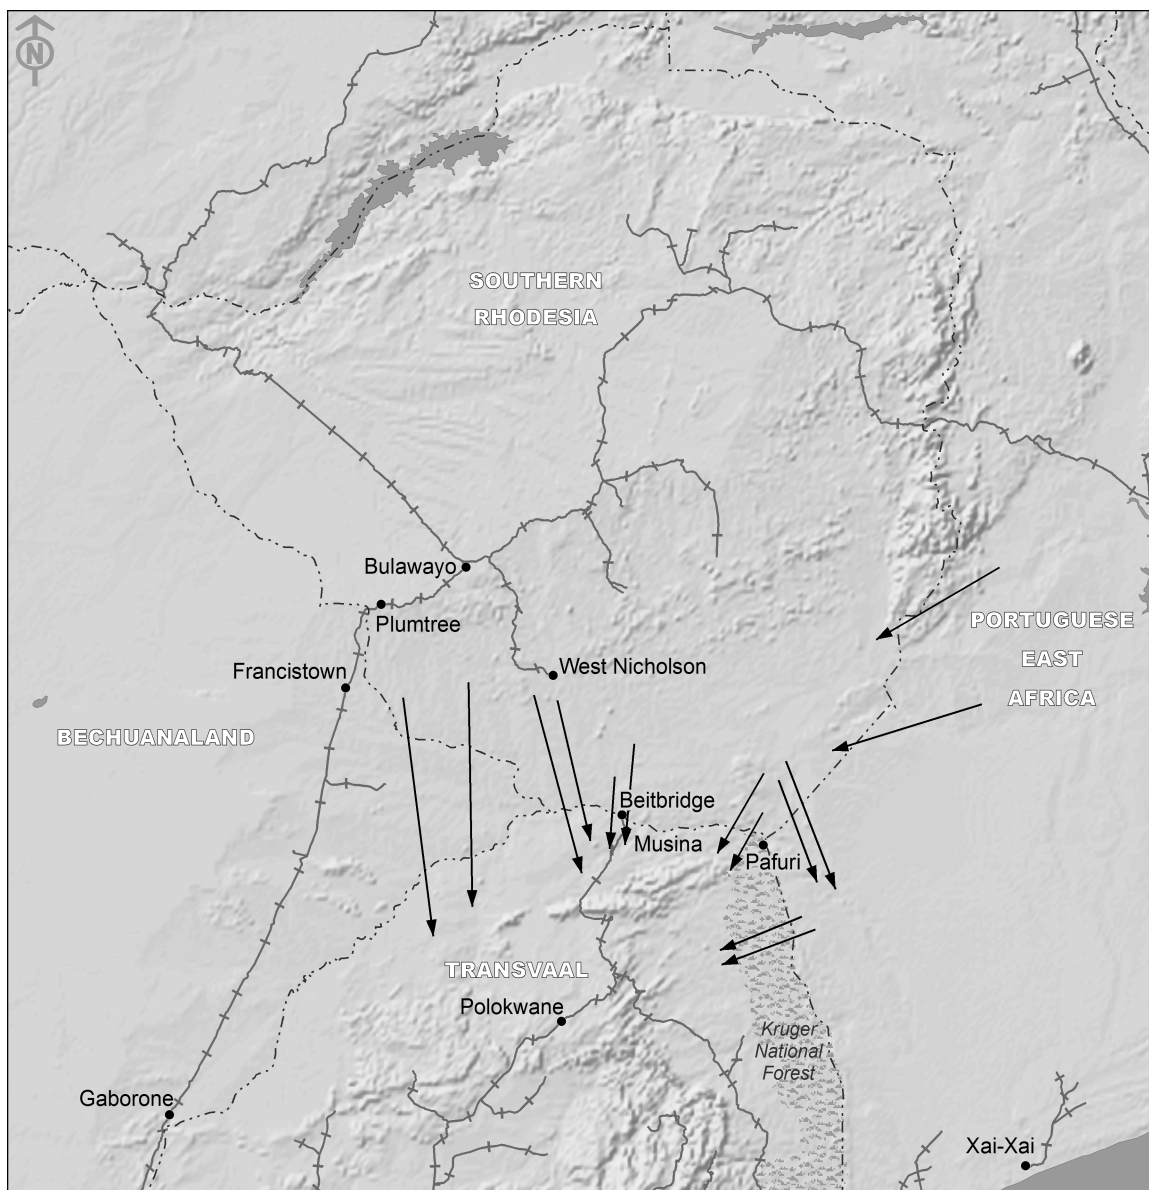 N
SOUTHERN
RHODESIA
Bulawayo
Plumtree
PORTUGUESE
EAST
AFRICA
West Nicholson
Francistown
BECHUANALAND
Beitbridge
Musina
Pafuri
TRANSVAAL
Polokwane
Kruger
National
Forest
Gaborone
Xai-Xai